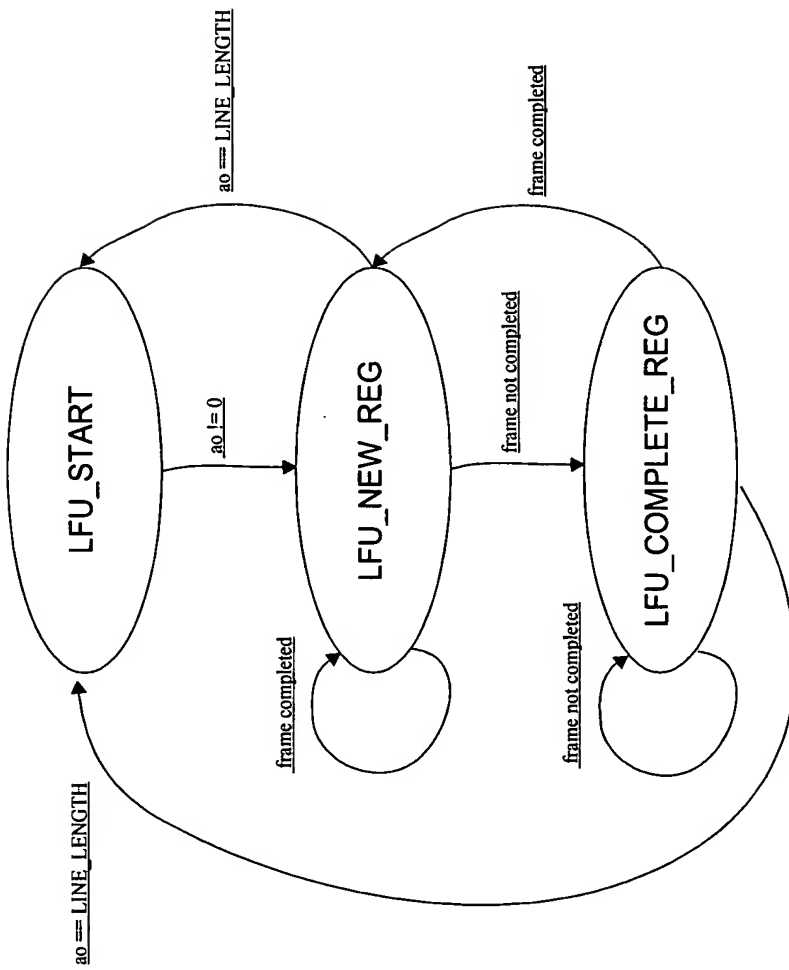 ao == LINE_LENGTH
LFU_START
ao != 0
ao == LINE_LENGTH
frame completed
LFU_NEW_REG
frame not completed
frame completed
frame not completed
LFU_COMPLETE_REG